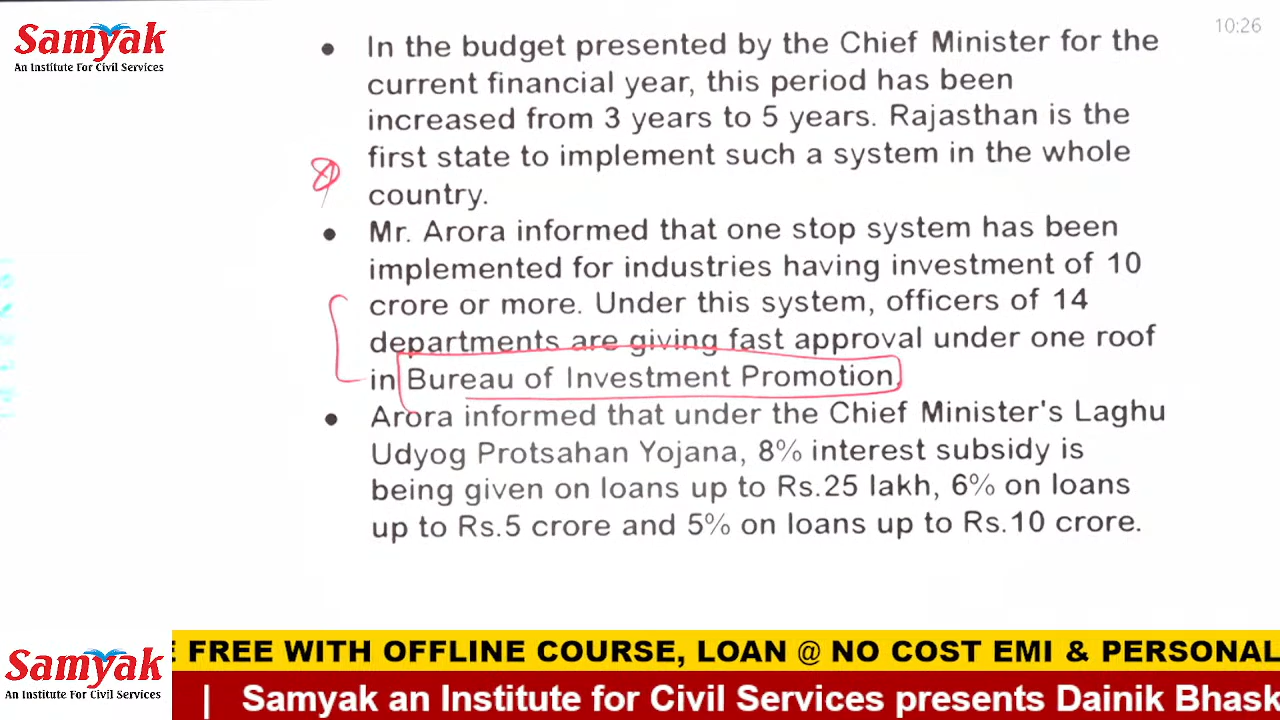 Samyak
An Institute For Civil Services
10:26
• In the budget presented by the Chief Minister for the
current financial year, this period has been
increased from 3 years to 5 years. Rajasthan is the
first state to implement such a system in the whole
country.
• Mr. Arora informed that one stop system has been
implemented for industries having investment of 10
crore or more. Under this system, officers of 14
departments are giving fast approval under one roof
in Bureau of Investment Promotion.
• Arora informed that under the Chief Minister's Laghu
Udyog Protsahan Yojana, 8% interest subsidy is
being given on loans up to Rs.25 lakh, 6% on loans
up to Rs.5 crore and 5% on loans up to Rs.10 crore.
Samyak
An Institute For Civil Services
FREE WITH OFFLINE COURSE, LOAN @ NO COST EMI & PERSONAL
| Samyak an Institute for Civil Services presents Dainik Bhask